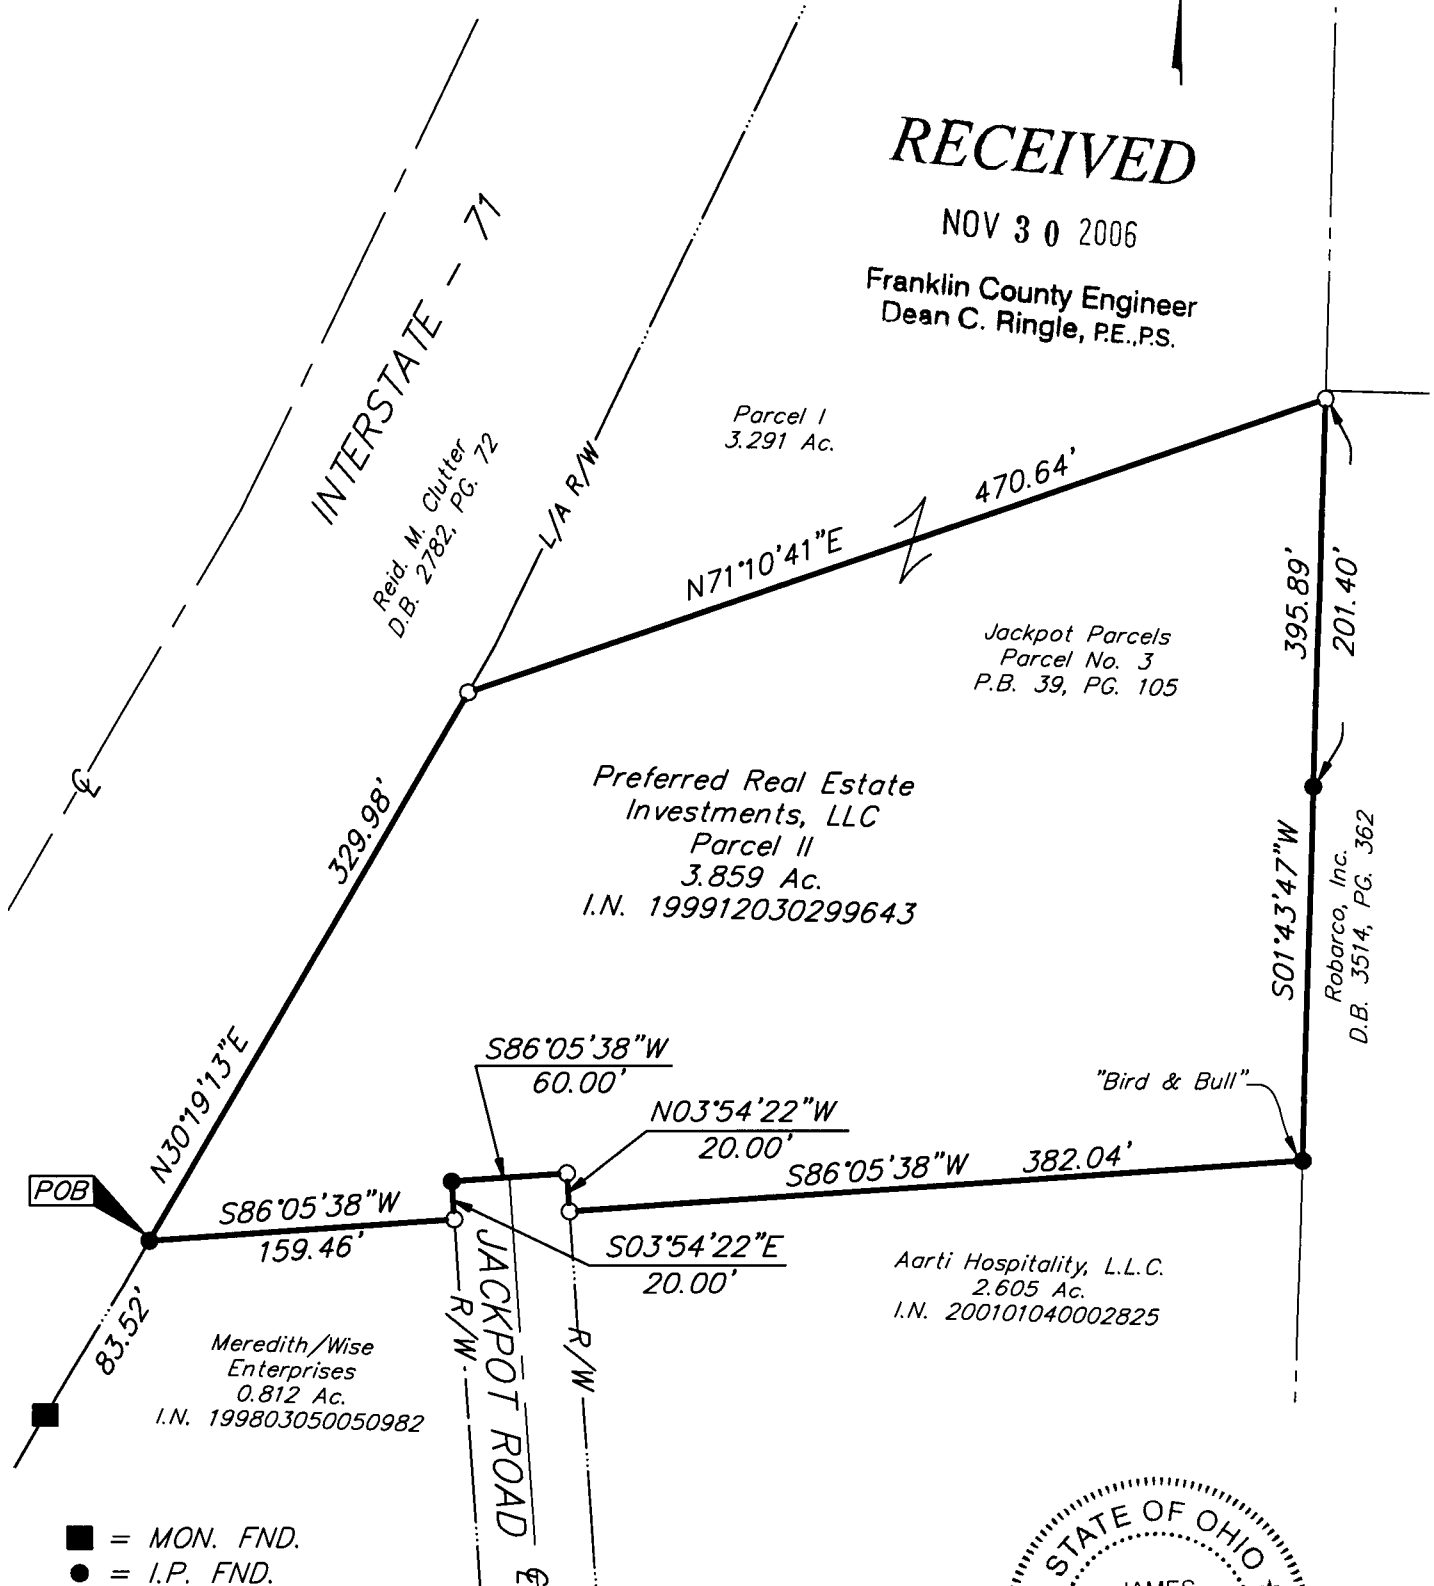 RECEIVED
NOV 30 2006
Franklin County Engineer
Dean C. Ringle, P.E.,P.S.
INTERSTATE - 71
Reid. M. Clutter
D.B. 2782, PG. 72
L/A R/W
Parcel I
3.291 Ac.
N71°10'41"E
470.64'
395.89'
201.40'
Jackpot Parcels
Parcel No. 3
P.B. 39, PG. 105
℄
329.98'
N30°19'13"E
Preferred Real Estate
Investments, LLC
Parcel II
3.859 Ac.
I.N. 199912030299643
S01°43'47"W
Robarco, Inc.
D.B. 3514, PG. 362
S86°05'38"W
60.00'
N03°54'22"W
20.00'
"Bird & Bull"
S86°05'38"W 382.04'
POB
S86°05'38"W
159.46'
S03°54'22"E
20.00'
83.52'
Meredith/Wise
Enterprises
0.812 Ac.
I.N. 199803050050982
R/W
JACKPOT ROAD ℄
R/W
Aarti Hospitality, L.L.C.
2.605 Ac.
I.N. 200101040002825
■ = MON. FND.
● = I.P. FND.
STATE OF OHIO
JAMES